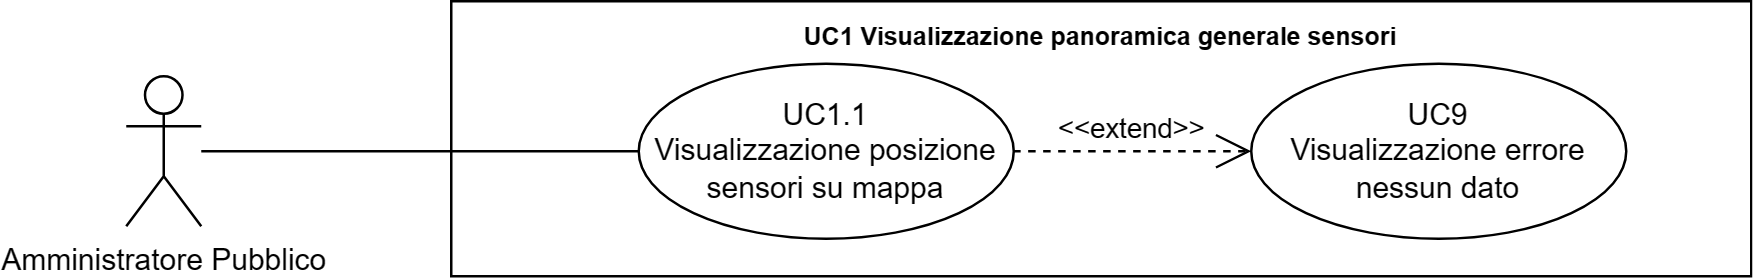 UC1 Visualizzazione panoramica generale sensori
UC1.1
Visualizzazione posizione
sensori su mappa
<<extend>>
UC9
Visualizzazione errore
nessun dato
Amministratore Pubblico